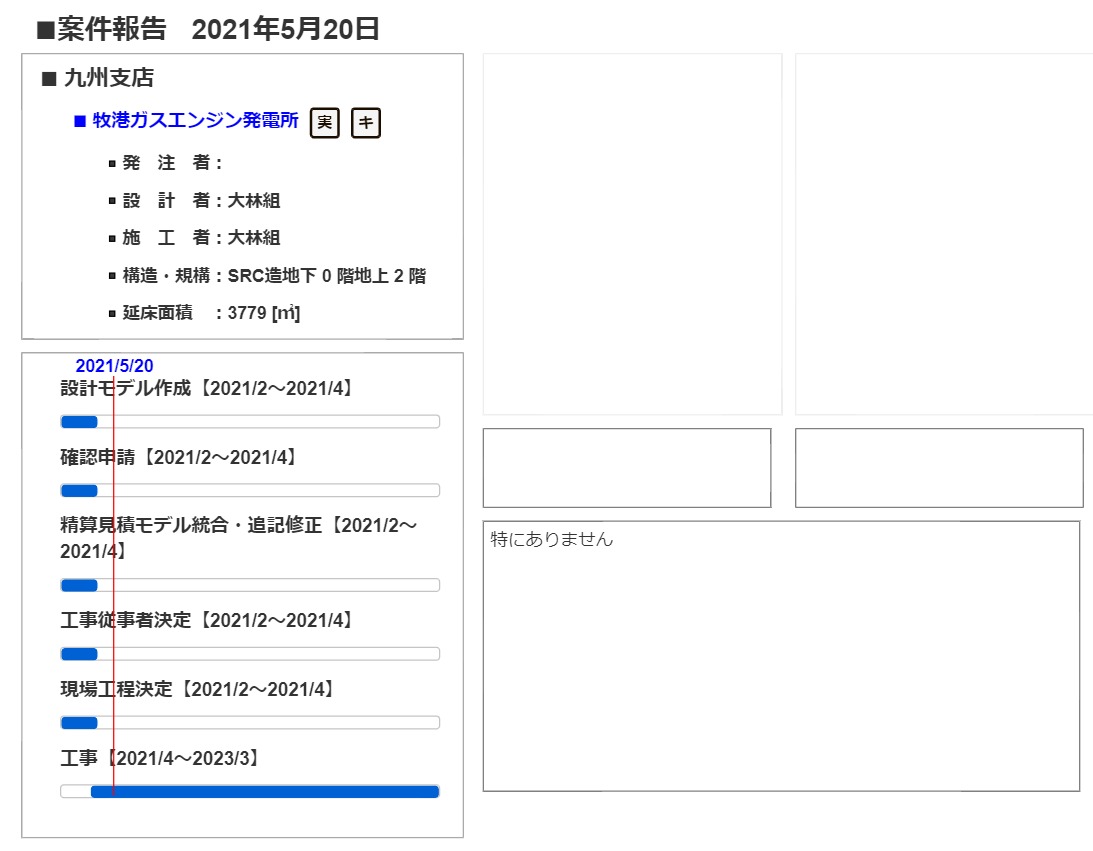 ■案件報告 2021年5月20日
■ 九州支店
■ 牧港ガスエンジン発電所 実 キ
▪ 発 注 者：
▪ 設 計 者：大林組
▪ 施 工 者：大林組
▪ 構造・規構：SRC造地下 0 階地上 2 階
▪ 延床面積 ：3779 [㎡]
2021/5/20
設計モデル作成【2021/2～2021/4】
確認申請【2021/2～2021/4】
精算見積モデル統合・追記修正【2021/2～
2021/4】
工事従事者決定【2021/2～2021/4】
現場工程決定【2021/2～2021/4】
工事【2021/4～2023/3】
特にありません